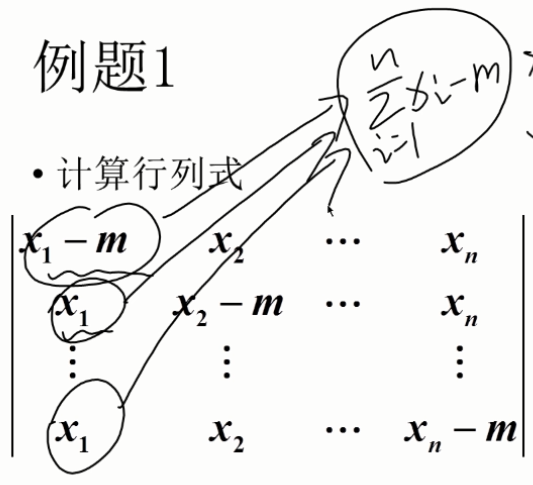 例题1
n
∑ xi - m
i=1
• 计算行列式
x₁ − m x₂ ⋯ xₙ
x₁ x₂ − m ⋯ xₙ
⋮ ⋮ ⋮
x₁ x₂ ⋯ xₙ − m